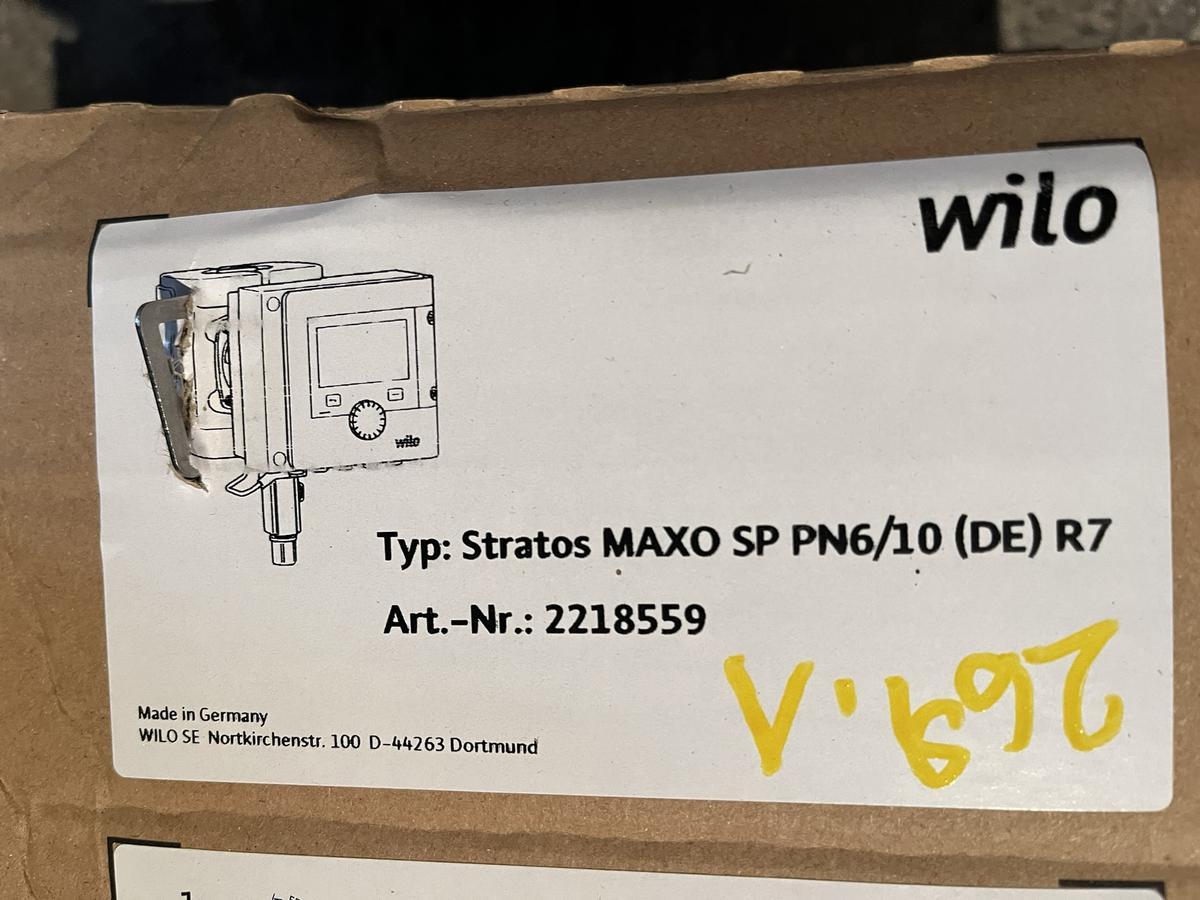 wilo
wilo
Typ: Stratos MAXO SP PN6/10 (DE) R7
Art.-Nr.: 2218559
Made in Germany
WILO SE Nortkirchenstr. 100 D-44263 Dortmund